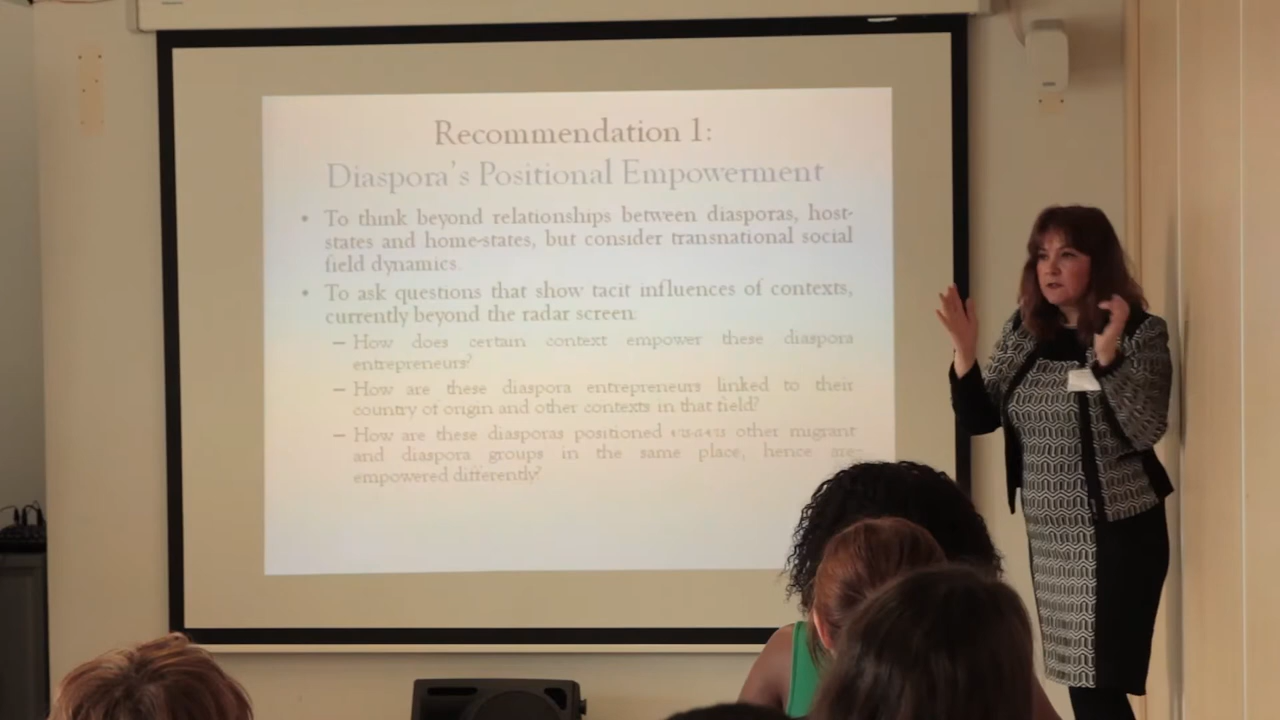 Recommendation 1:
Diaspora's Positional Empowerment
• To think beyond relationships between diasporas, host-
states and home-states, but consider transnational social
field dynamics.
• To ask questions that show tacit influences of contexts,
currently beyond the radar screen:
– How does certain context empower these diaspora
entrepreneurs?
– How are these diaspora entrepreneurs linked to their
country of origin and other contexts in that field?
– How are these diasporas positioned vis-a-vis other migrant
and diaspora groups in the same place, hence are
empowered differently?